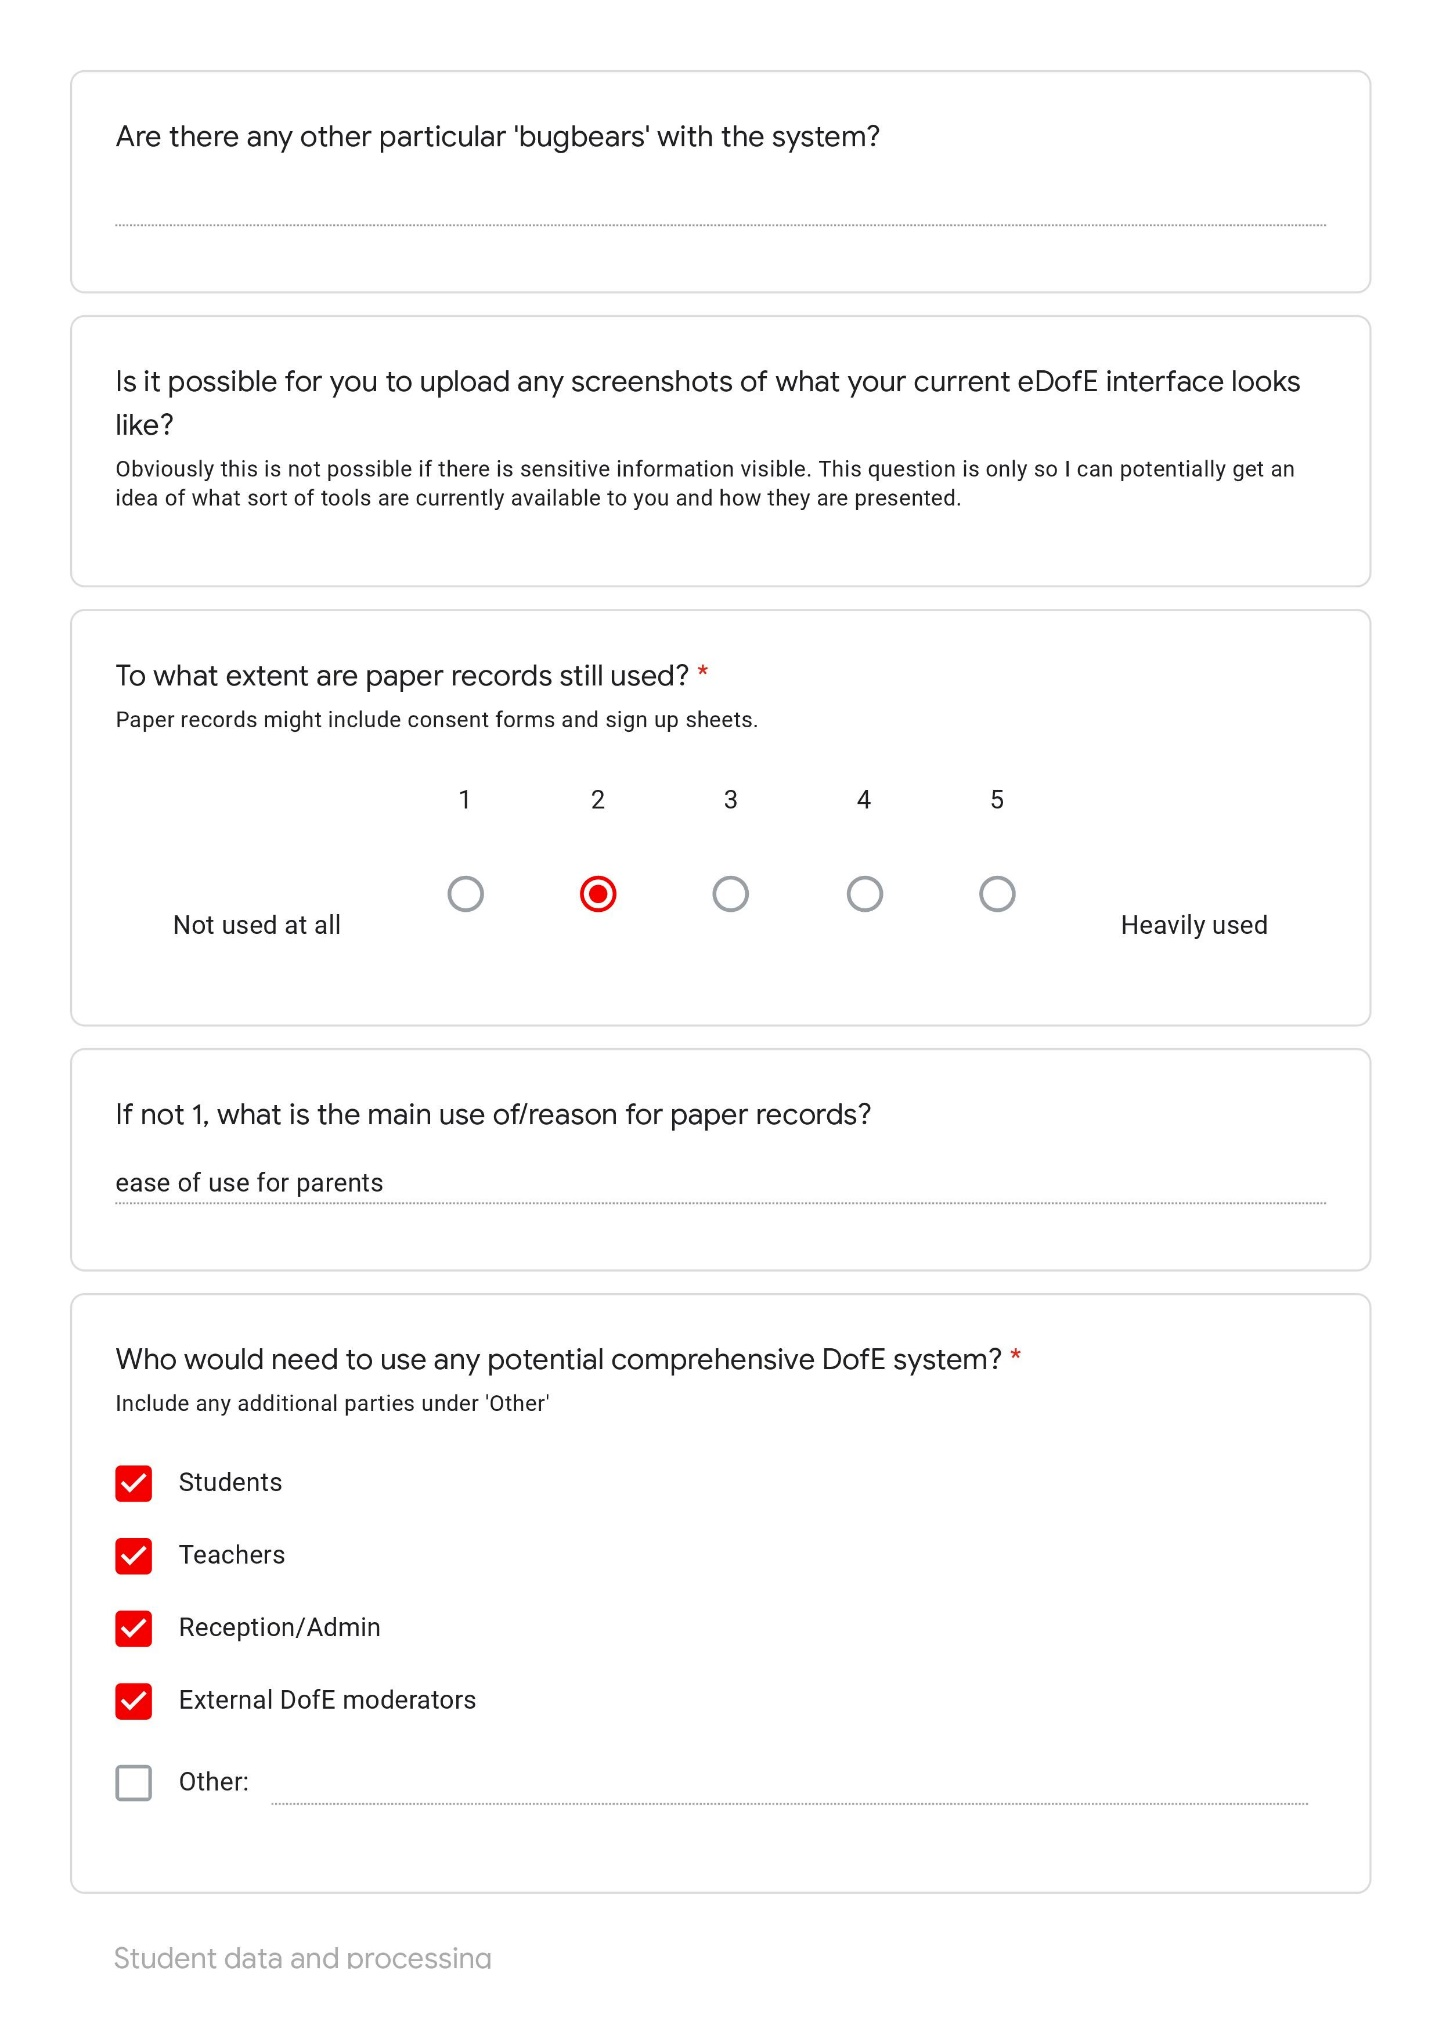 Are there any other particular 'bugbears' with the system?
Is it possible for you to upload any screenshots of what your current eDofE interface looks
like?
Obviously this is not possible if there is sensitive information visible. This question is only so I can potentially get an
idea of what sort of tools are currently available to you and how they are presented.
To what extent are paper records still used? *
Paper records might include consent forms and sign up sheets.
1 2 3 4 5
Not used at all Heavily used
If not 1, what is the main use of/reason for paper records?
ease of use for parents
Who would need to use any potential comprehensive DofE system? *
Include any additional parties under 'Other'
Students
Teachers
Reception/Admin
External DofE moderators
Other:
Student data and processing